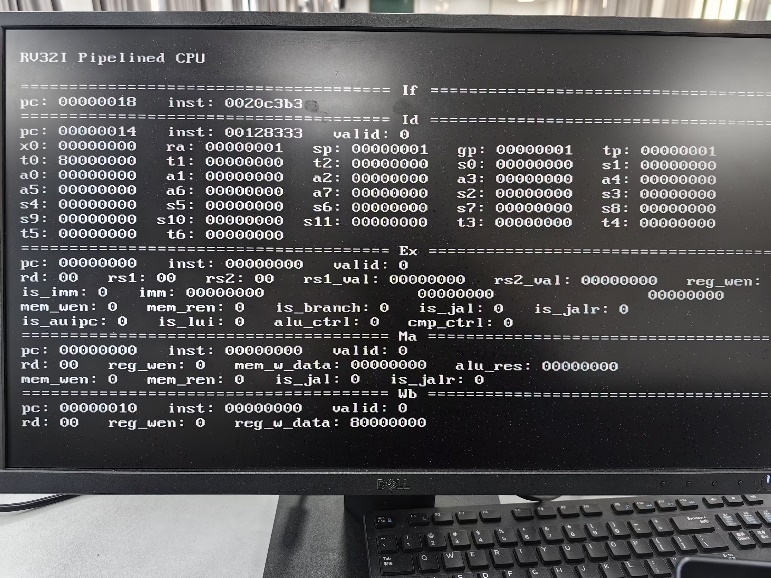 RV32I Pipelined CPU
================================================ If ============================================
pc: 00000018 inst: 0020c3b3
================================================ Id ============================================
pc: 00000014 inst: 00128333 valid: 0
x0: 00000000 ra: 00000001 sp: 00000001 gp: 00000001 tp: 00000001
t0: 80000000 t1: 00000000 t2: 00000000 s0: 00000000 s1: 00000000
a0: 00000000 a1: 00000000 a2: 00000000 a3: 00000000 a4: 00000000
a5: 00000000 a6: 00000000 a7: 00000000 s2: 00000000 s3: 00000000
s4: 00000000 s5: 00000000 s6: 00000000 s7: 00000000 s8: 00000000
s9: 00000000 s10: 00000000 s11: 00000000 t3: 00000000 t4: 00000000
t5: 00000000 t6: 00000000
================================================ Ex ============================================
pc: 00000000 inst: 00000000 valid: 0
rd: 00 rs1: 00 rs2: 00 rs1_val: 00000000 rs2_val: 00000000 reg_wen:
is_imm: 0 imm: 00000000 00000000 00000000
mem_wen: 0 mem_ren: 0 is_branch: 0 is_jal: 0 is_jalr: 0
is_auipc: 0 is_lui: 0 alu_ctrl: 0 cmp_ctrl: 0
================================================ Ma ============================================
pc: 00000000 inst: 00000000 valid: 0
rd: 00 reg_wen: 0 mem_w_data: 00000000 alu_res: 00000000
mem_wen: 0 mem_ren: 0 is_jal: 0 is_jalr: 0
================================================ Wb ============================================
pc: 00000010 inst: 00000000 valid: 0
rd: 00 reg_wen: 0 reg_w_data: 80000000
DELL